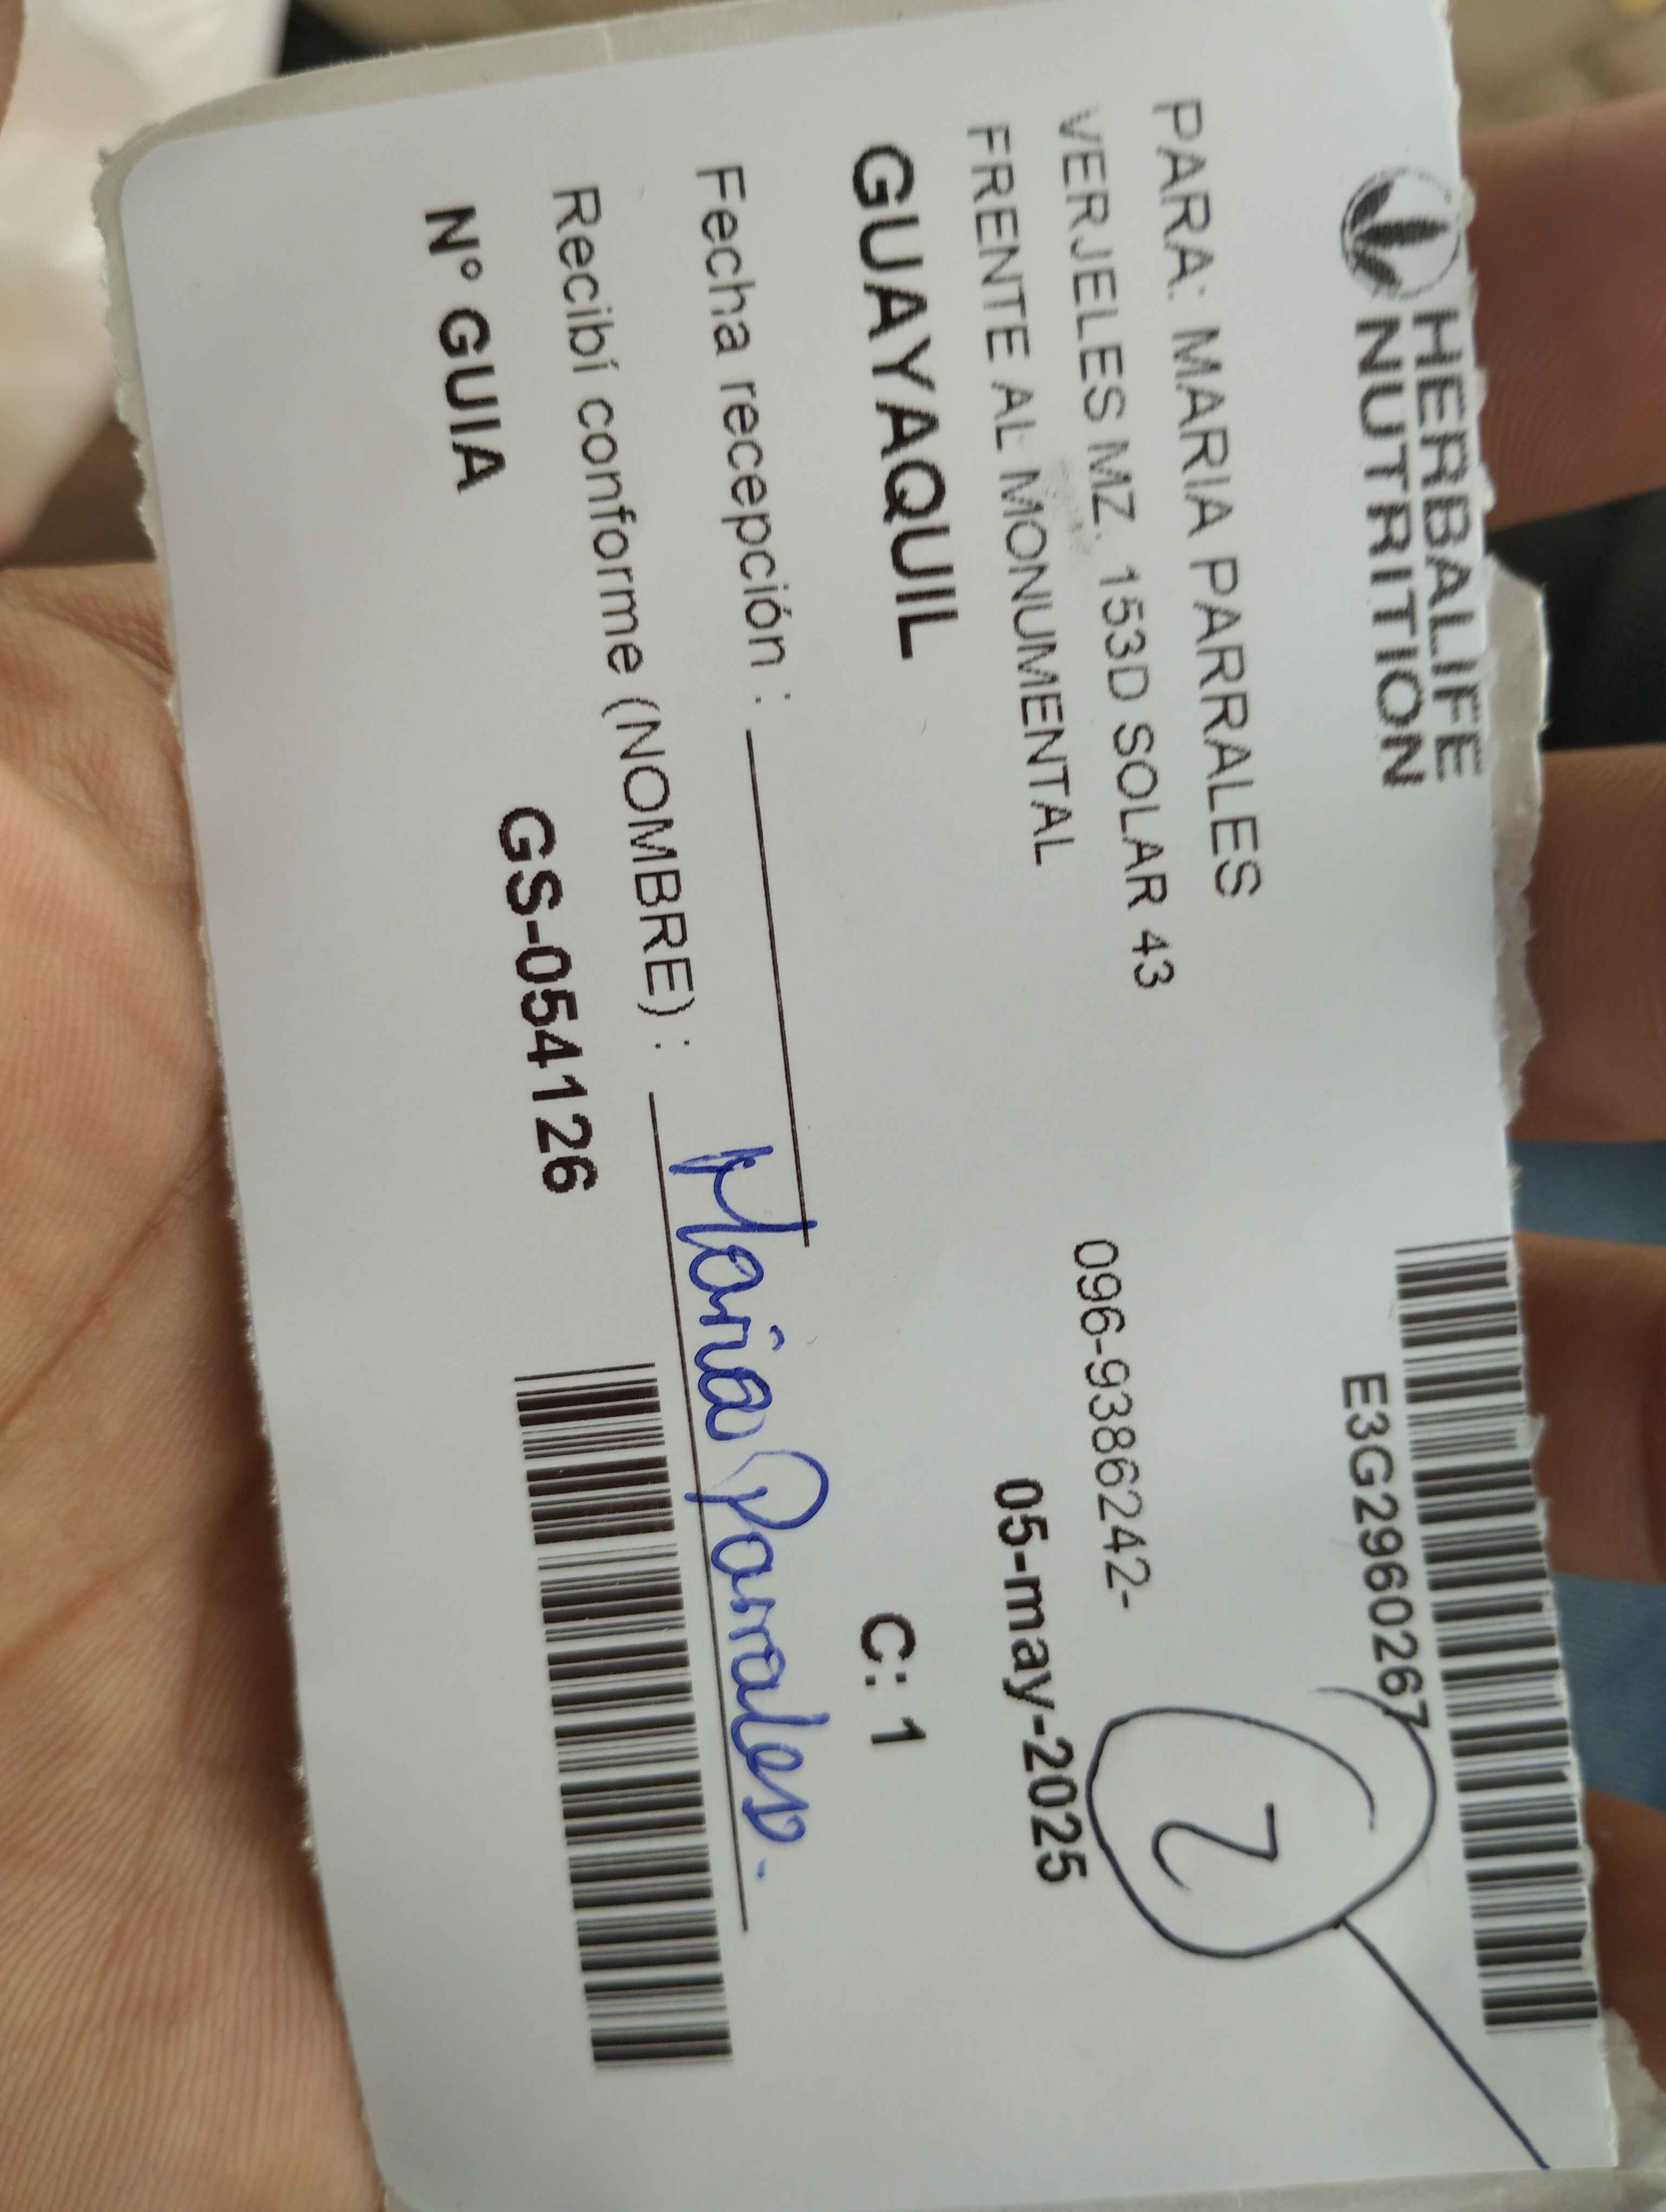 HERBALIFE
NUTRITION
E3G2960267
PARA: MARIA PARRALES
VERJELES MZ. 153D SOLAR 43
096-9386242-
2
FRENTE AL MONUMENTAL
05-may-2025
GUAYAQUIL
C: 1
Fecha recepción :
Recibí conforme (NOMBRE) : Maria Parrales.
N° GUIA
GS-054126